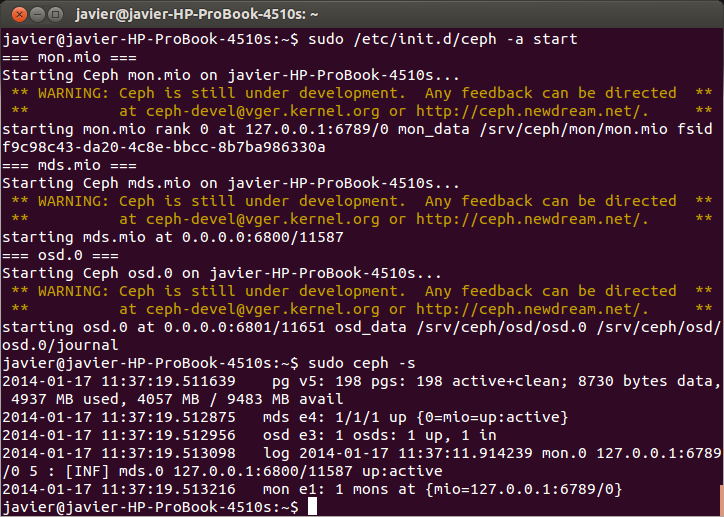 javier@javier-HP-ProBook-4510s: ~
javier@javier-HP-ProBook-4510s:~$ sudo /etc/init.d/ceph -a start
=== mon.mio ===
Starting Ceph mon.mio on javier-HP-ProBook-4510s...
 ** WARNING: Ceph is still under development.  Any feedback can be directed  **
 **          at ceph-devel@vger.kernel.org or http://ceph.newdream.net/.     **
starting mon.mio rank 0 at 127.0.0.1:6789/0 mon_data /srv/ceph/mon/mon.mio fsid
f9c98c43-da20-4c8e-bbcc-8b7ba986330a
=== mds.mio ===
Starting Ceph mds.mio on javier-HP-ProBook-4510s...
 ** WARNING: Ceph is still under development.  Any feedback can be directed  **
 **          at ceph-devel@vger.kernel.org or http://ceph.newdream.net/.     **
starting mds.mio at 0.0.0.0:6800/11587
=== osd.0 ===
Starting Ceph osd.0 on javier-HP-ProBook-4510s...
 ** WARNING: Ceph is still under development.  Any feedback can be directed  **
 **          at ceph-devel@vger.kernel.org or http://ceph.newdream.net/.     **
starting osd.0 at 0.0.0.0:6801/11651 osd_data /srv/ceph/osd/osd.0 /srv/ceph/osd/
osd.0/journal
javier@javier-HP-ProBook-4510s:~$ sudo ceph -s
2014-01-17 11:37:19.511639    pg v5: 198 pgs: 198 active+clean; 8730 bytes data,
 4937 MB used, 4057 MB / 9483 MB avail
2014-01-17 11:37:19.512875   mds e4: 1/1/1 up {0=mio=up:active}
2014-01-17 11:37:19.512956   osd e3: 1 osds: 1 up, 1 in
2014-01-17 11:37:19.513098   log 2014-01-17 11:37:11.914239 mon.0 127.0.0.1:6789
/0 5 : [INF] mds.0 127.0.0.1:6800/11587 up:active
2014-01-17 11:37:19.513216   mon e1: 1 mons at {mio=127.0.0.1:6789/0}
javier@javier-HP-ProBook-4510s:~$